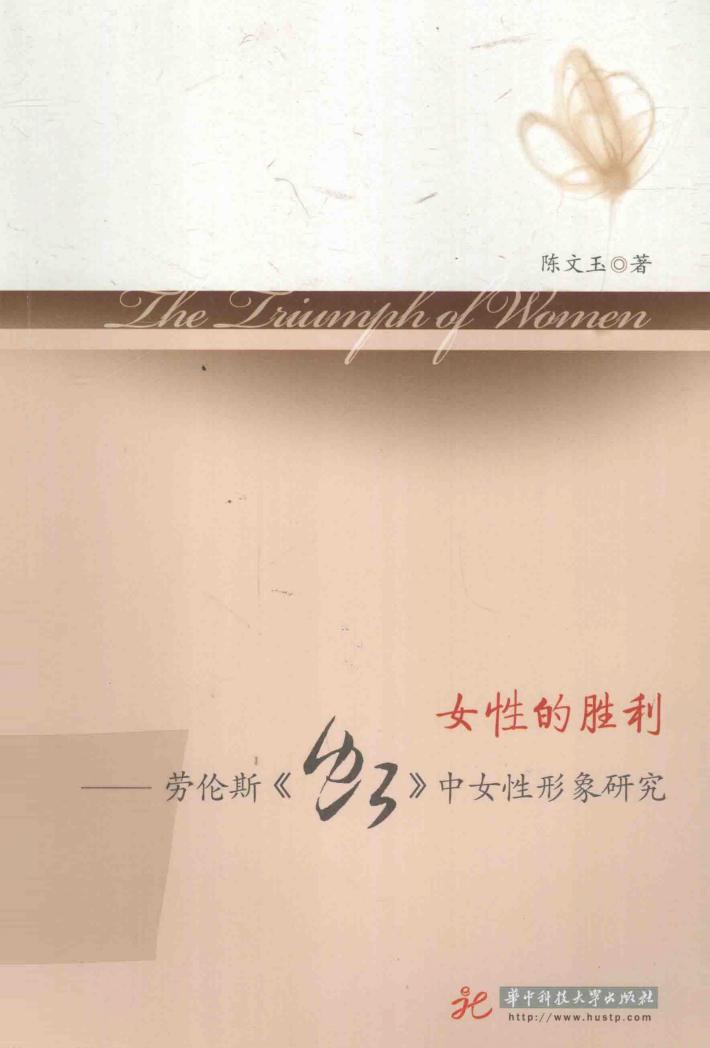 陈文玉◎著
The Triumph of Women
女性的胜利
——劳伦斯《虹》中女性形象研究
华中科技大学出版社
http://www.hustp.com